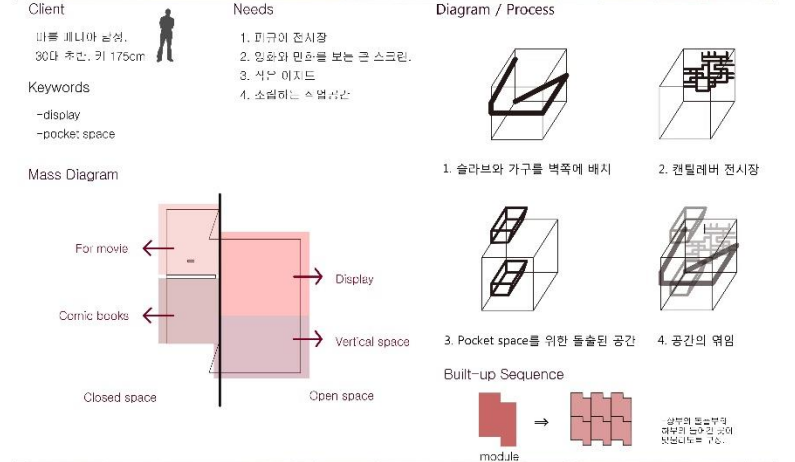 Client
30대 초반, 키 175cm
Keywords
-display
-pocket space
Needs
1. 피규어 전시장
2. 영화와 만화를 보는 큰 스크린.
3.
4. 조립하는 작업공간
Mass Diagram
For movie
Comic books
Display
Vertical space
Closed space
Open space
Diagram / Process
1. 슬라브와 가구를 벽쪽에 배치
2. 캔틸레버 전시장
3. Pocket space를 위한 돌출된 공간
4. 공간의 엮임
Built-up Sequence
⇒
module